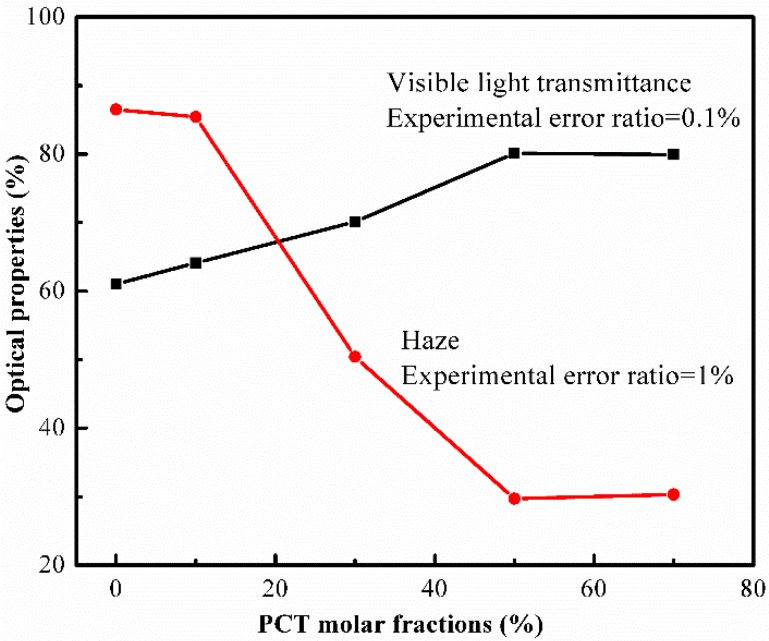 100
80
60
40
20
Optical properties (%)
Visible light transmittance
Experimental error ratio=0.1%
Haze
Experimental error ratio=1%
0
20
40
60
80
PCT molar fractions (%)